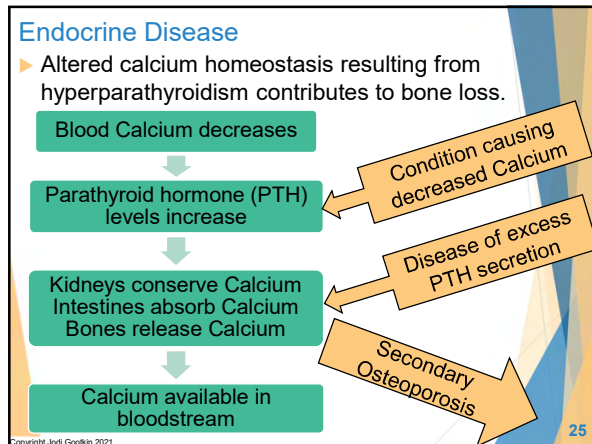 Endocrine Disease
Altered calcium homeostasis resulting from
hyperparathyroidism contributes to bone loss.
Blood Calcium decreases
Condition causing
decreased Calcium
Parathyroid hormone (PTH)
levels increase
Disease of excess
PTH secretion
Kidneys conserve Calcium
Intestines absorb Calcium
Bones release Calcium
Secondary
Osteoporosis
Calcium available in
bloodstream
Copyright Jodi Gootkin 2021
25